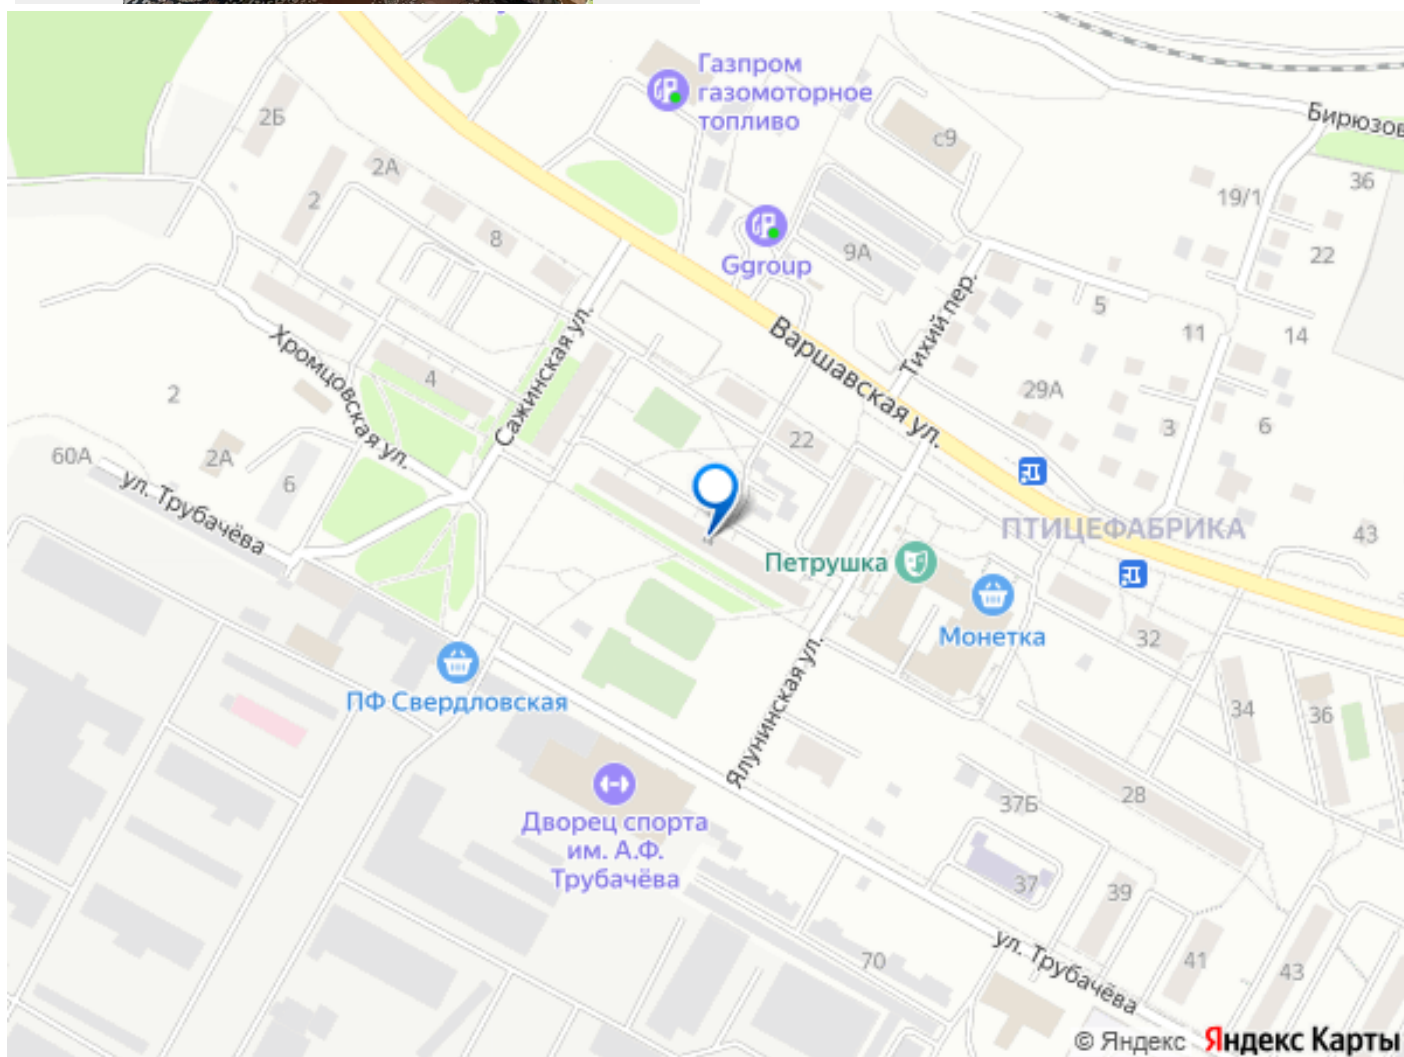 Газпром
газомоторное
топливо
Бирюзов
2Б
с9
2А
36
19/1
2
8
Ggroup
9А
22
Тихий пер.
5
Сажинская ул.
Варшавская ул.
11
14
Хромцовская ул.
4
29А
2
3
6
22
60А
2А
6
ул. Трубачёва
ПТИЦЕФАБРИКА
43
Петрушка
Монетка
32
ПФ Свердловская
Ялунинская ул.
34
36
Дворец спорта
им. А.Ф.
Трубачёва
37Б
28
37
39
ул. Трубачёва
70
41
43
© Яндекс Яндекс Карты